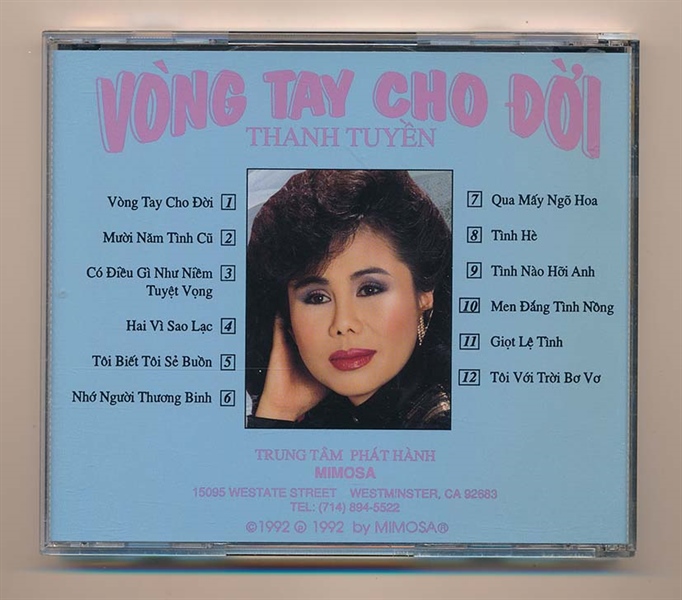 VÒNG TAY CHO ĐỜI
THANH TUYỀN
Vòng Tay Cho Đời 1
Mười Năm Tình Cũ 2
Có Điều Gì Như Niềm 3
Tuyệt Vọng
Hai Vì Sao Lạc 4
Tôi Biết Tôi Sẻ Buồn 5
Nhớ Người Thương Binh 6
7 Qua Mấy Ngõ Hoa
8 Tình Hè
9 Tình Nào Hỡi Anh
10 Men Đắng Tình Nồng
11 Giọt Lệ Tình
12 Tôi Với Trời Bơ Vơ
TRUNG TÂM PHÁT HÀNH
MIMOSA
15095 WESTATE STREET WESTMINSTER, CA 92683
TEL: (714) 894-5522
©1992 ℗ 1992 by MIMOSA®